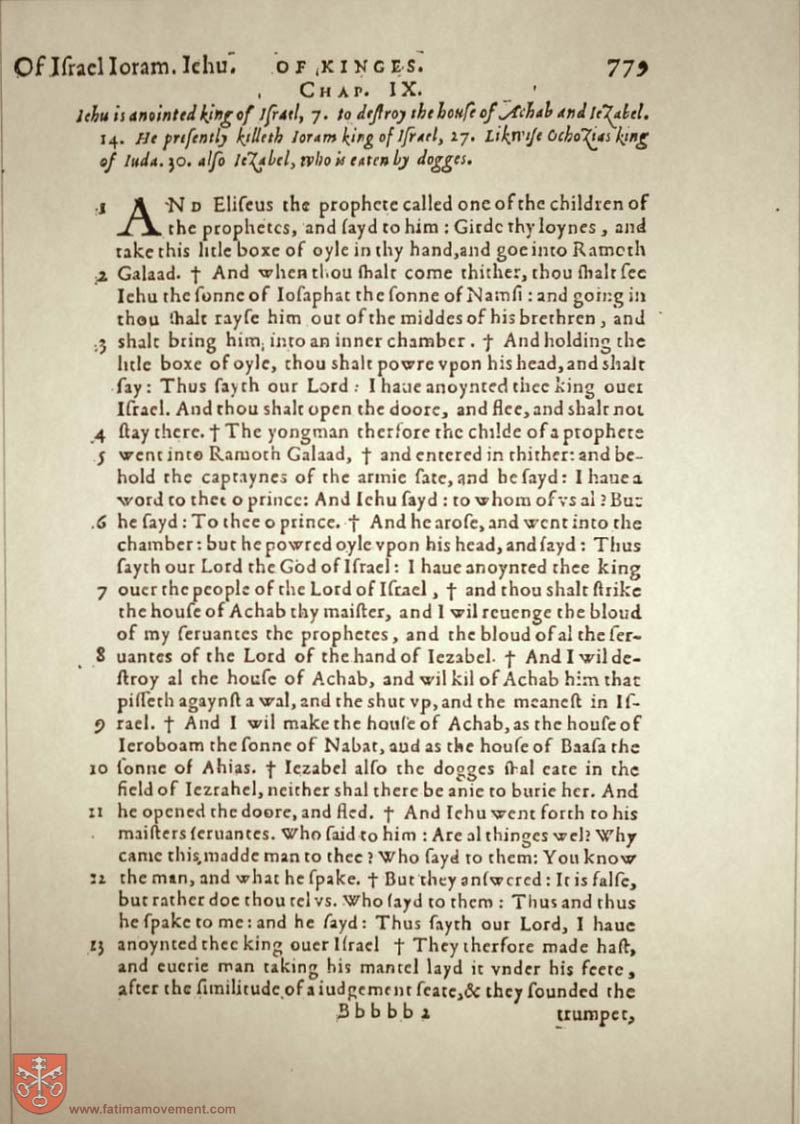 Of Iſrael Ioram. Iehu. OF KINGES. 779
CHAP. IX.
Iehu is anointed king of Iſrael, 7. to deſtroy the houſe of Achab and Iezabel.
14. He preſently killeth Ioram king of Iſrael, 27. Likwiſe Ochozias king
of Iuda. 30. alſo Iezabel, who is eaten by dogges.
1 AND Eliſeus the prophete called one of the children of
the prophetes, and ſayd to him : Girde thy loynes, and
take this litle boxe of oyle in thy hand, and goe into Ramoth
2 Galaad. † And when thou ſhalt come thither, thou ſhalt ſee
Iehu the ſonne of Ioſaphat the ſonne of Namſi : and going in
thou ſhalt rayſe him out of the middes of his brethren, and
3 shalt bring him into an inner chamber. † And holding the
litle boxe of oyle, thou shalt powre vpon his head, and shalt
ſay : Thus ſayth our Lord : I haue anoynted thee king ouer
Iſrael. And thou shalt open the doore, and flee, and shalt not
4 ſtay there. † The yongman therfore the childe of a prophete
5 went into Ramoth Galaad, † and entered in thither: and be-
hold the captaynes of the armie ſate, and he ſayd : I haue a
word to thee o prince: And Iehu ſayd : to whom of vs al ? But
6 he ſayd : To thee o prince. † And he aroſe, and went into the
chamber : but he powred oyle vpon his head, and ſayd : Thus
ſayth our Lord the God of Iſrael : I haue anoynted thee king
7 ouer the people of the Lord of Iſrael, † and thou shalt ſtrike
the houſe of Achab thy maiſter, and I wil reuenge the bloud
of my ſeruantes the prophetes, and the bloud of al the ſer-
8 uantes of the Lord of the hand of Iezabel. † And I wil de-
ſtroy al the houſe of Achab, and wil kil of Achab him that
piſſeth agaynſt a wal, and the shut vp, and the meaneſt in Iſ-
9 rael. † And I wil make the houſe of Achab, as the houſe of
Ieroboam the ſonne of Nabat, aud as the houſe of Baaſa the
10 ſonne of Ahias. † Iezabel alſo the dogges ſhal eate in the
field of Iezrahel, neither shal there be anie to burie her. And
11 he opened the doore, and fled. † And Iehu went forth to his
maiſters ſeruantes. Who ſaid to him : Are al thinges wel? Why
came this madde man to thee ? Who ſayd to them: You know
12 the man, and what he ſpake. † But they anſwered : It is falſe,
but rather doe thou tel vs. Who ſayd to them : Thus and thus
he ſpake to me : and he ſayd : Thus ſayth our Lord, I haue
13 anoynted thee king ouer Iſrael † They therfore made haſt,
and euerie man taking his mantel layd it vnder his feete,
after the ſimilitude of a iudgement ſeate, & they ſounded the
Bbbbb 2 trumpet,
www.fatimamovement.com